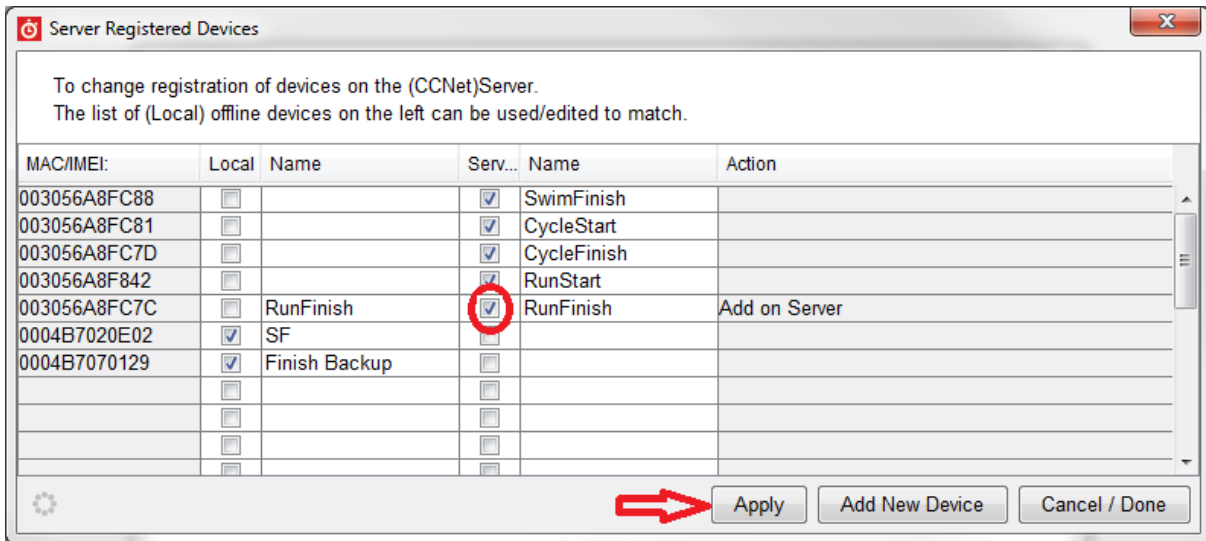 Server Registered Devices
To change registration of devices on the (CCNet)Server.
The list of (Local) offline devices on the left can be used/edited to match.
MAC/IMEI: Local Name Serv... Name Action
003056A8FC88 SwimFinish
003056A8FC81 CycleStart
003056A8FC7D CycleFinish
003056A8F842 RunStart
003056A8FC7C RunFinish RunFinish Add on Server
0004B7020E02 SF
0004B7070129 Finish Backup
Apply Add New Device Cancel / Done